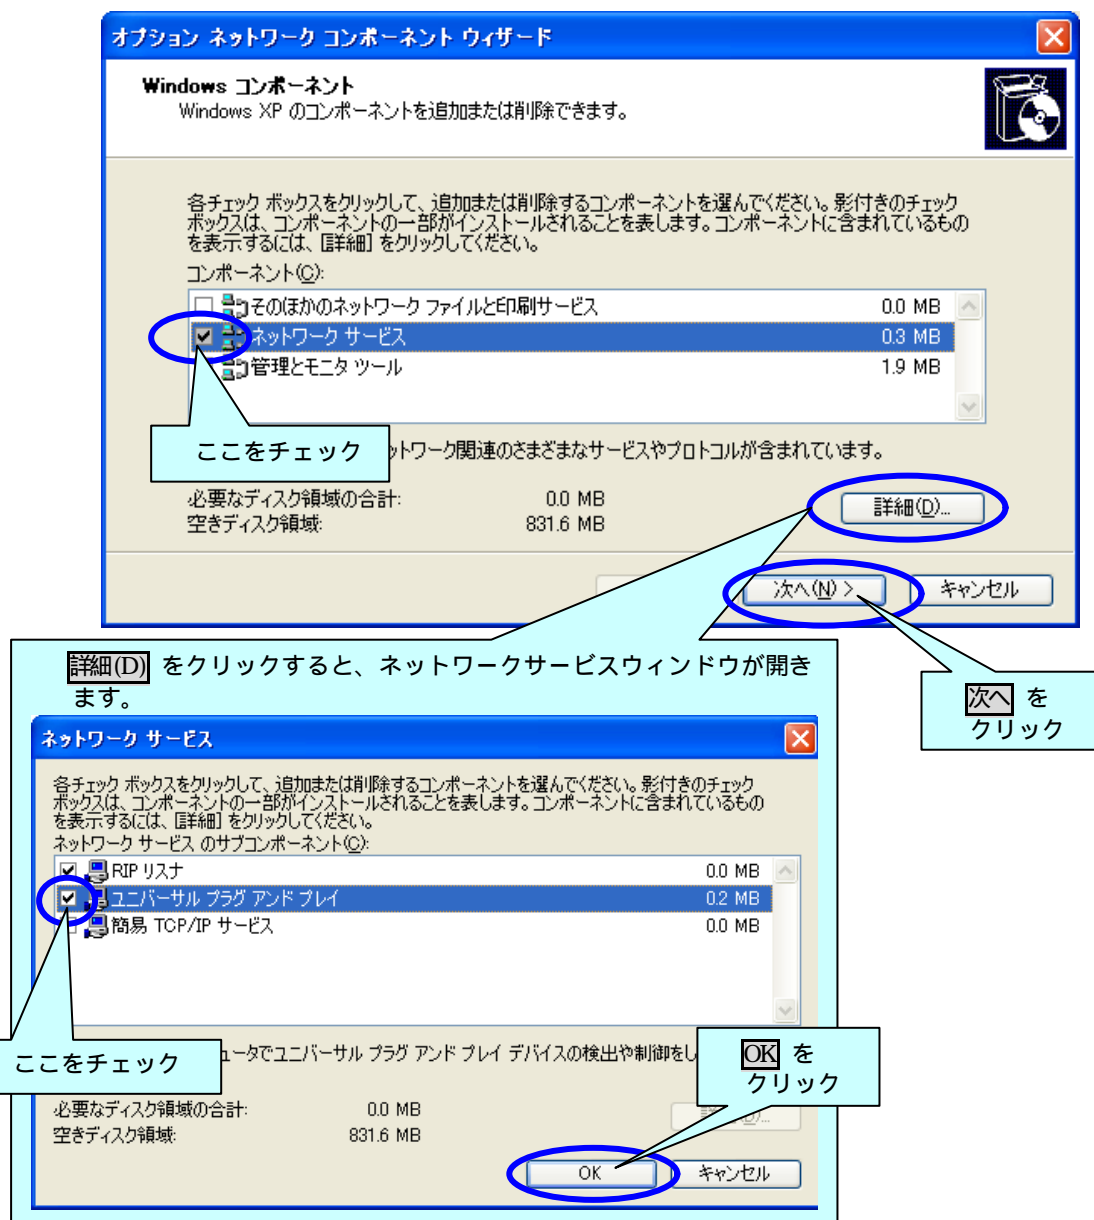 オプション ネットワーク コンポーネント ウィザード
Windows コンポーネント
Windows XP のコンポーネントを追加または削除できます。
各チェック ボックスをクリックして、追加または削除するコンポーネントを選んでください。影付きのチェック
ボックスは、コンポーネントの一部がインストールされることを表します。コンポーネントに含まれているもの
を表示するには、[詳細] をクリックしてください。
コンポーネント(C):
そのほかのネットワーク ファイルと印刷サービス 0.0 MB
ネットワーク サービス 0.3 MB
管理とモニタ ツール 1.9 MB
ここをチェック
ットワーク関連のさまざまなサービスやプロトコルが含まれています。
必要なディスク領域の合計: 0.0 MB
空きディスク領域: 831.6 MB
詳細(D)...
次へ(N) >
キャンセル
詳細(D) をクリックすると、ネットワークサービスウィンドウが開き
ます。
次へ を
クリック
ネットワーク サービス
各チェック ボックスをクリックして、追加または削除するコンポーネントを選んでください。影付きのチェック
ボックスは、コンポーネントの一部がインストールされることを表します。コンポーネントに含まれているもの
を表示するには、[詳細] をクリックしてください。
ネットワーク サービス のサブコンポーネント(C):
RIP リスナ 0.0 MB
ユニバーサル プラグ アンド プレイ 0.2 MB
簡易 TCP/IP サービス 0.0 MB
ここをチェック
ュータでユニバーサル プラグ アンド プレイ デバイスの検出や制御をし
OK を
クリック
必要なディスク領域の合計: 0.0 MB
空きディスク領域: 831.6 MB
OK
キャンセル